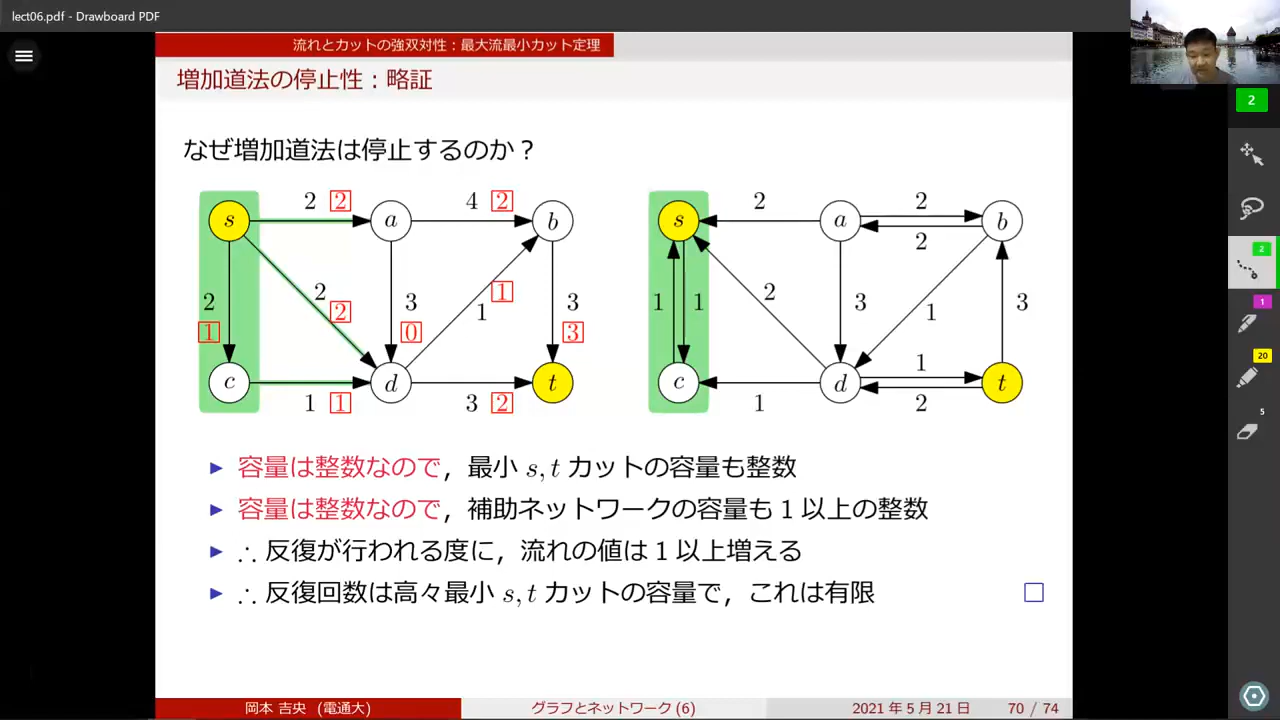 lect06.pdf - Drawboard PDF
流れとカットの強双対性：最大流最小カット定理
増加道法の停止性：略証
なぜ増加道法は停止するのか？
2 2 4 2
s a b
2 1 2 2 3 0 1 1 3 3
c d t
1 1 3 2
2 2
s a b
2
1 1 2 3 1 3
1
c d t
1 2
▶ 容量は整数なので，最小 s, t カットの容量も整数
▶ 容量は整数なので，補助ネットワークの容量も 1 以上の整数
▶ ∴ 反復が行われる度に，流れの値は 1 以上増える
▶ ∴ 反復回数は高々最小 s, t カットの容量で，これは有限 □
岡本 吉央 (電通大) グラフとネットワーク (6) 2021 年 5 月 21 日 70 / 74
2
2
1
20
5